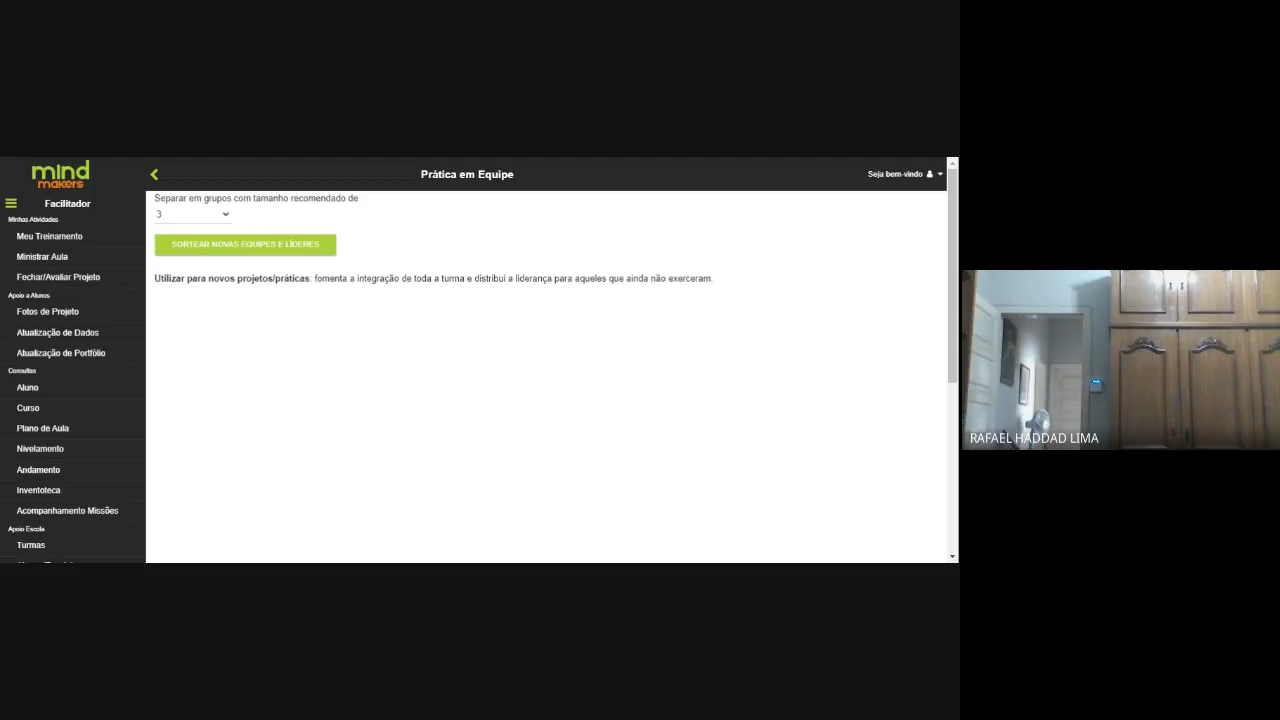 mind
makers
Facilitador
Minhas Atividades
Meu Treinamento
Ministrar Aula
Fechar/Avaliar Projeto
Apoio a Alunos
Fotos de Projeto
Atualização de Dados
Atualização de Portfólio
Consultas
Aluno
Curso
Plano de Aula
Nivelamento
Andamento
Inventoteca
Acompanhamento Missões
Apoio Escola
Turmas
Prática em Equipe
Seja bem-vindo
Separar em grupos com tamanho recomendado de
3
SORTEAR NOVAS EQUIPES E LÍDERES
Utilizar para novos projetos/práticas: fomenta a integração de toda a turma e distribui a liderança para aqueles que ainda não exerceram.
RAFAEL HADDAD LIMA